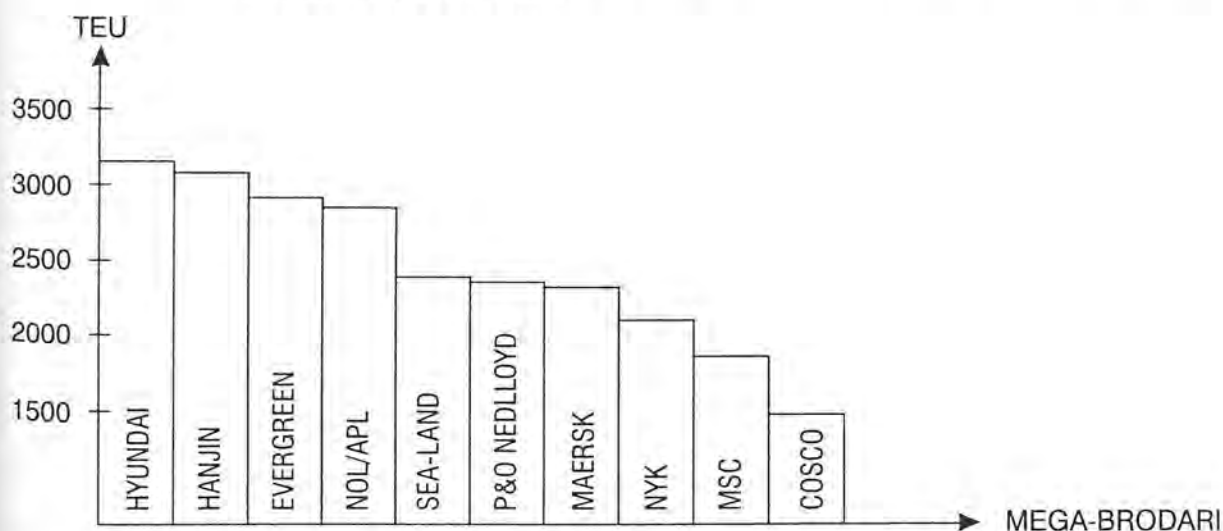 TEU
3500
3000
2500
2000
1500
HYUNDAI
HANJIN
EVERGREEN
NOL/APL
SEA-LAND
P&O NEDLLOYD
MAERSK
NYK
MSC
COSCO
MEGA-BRODARI